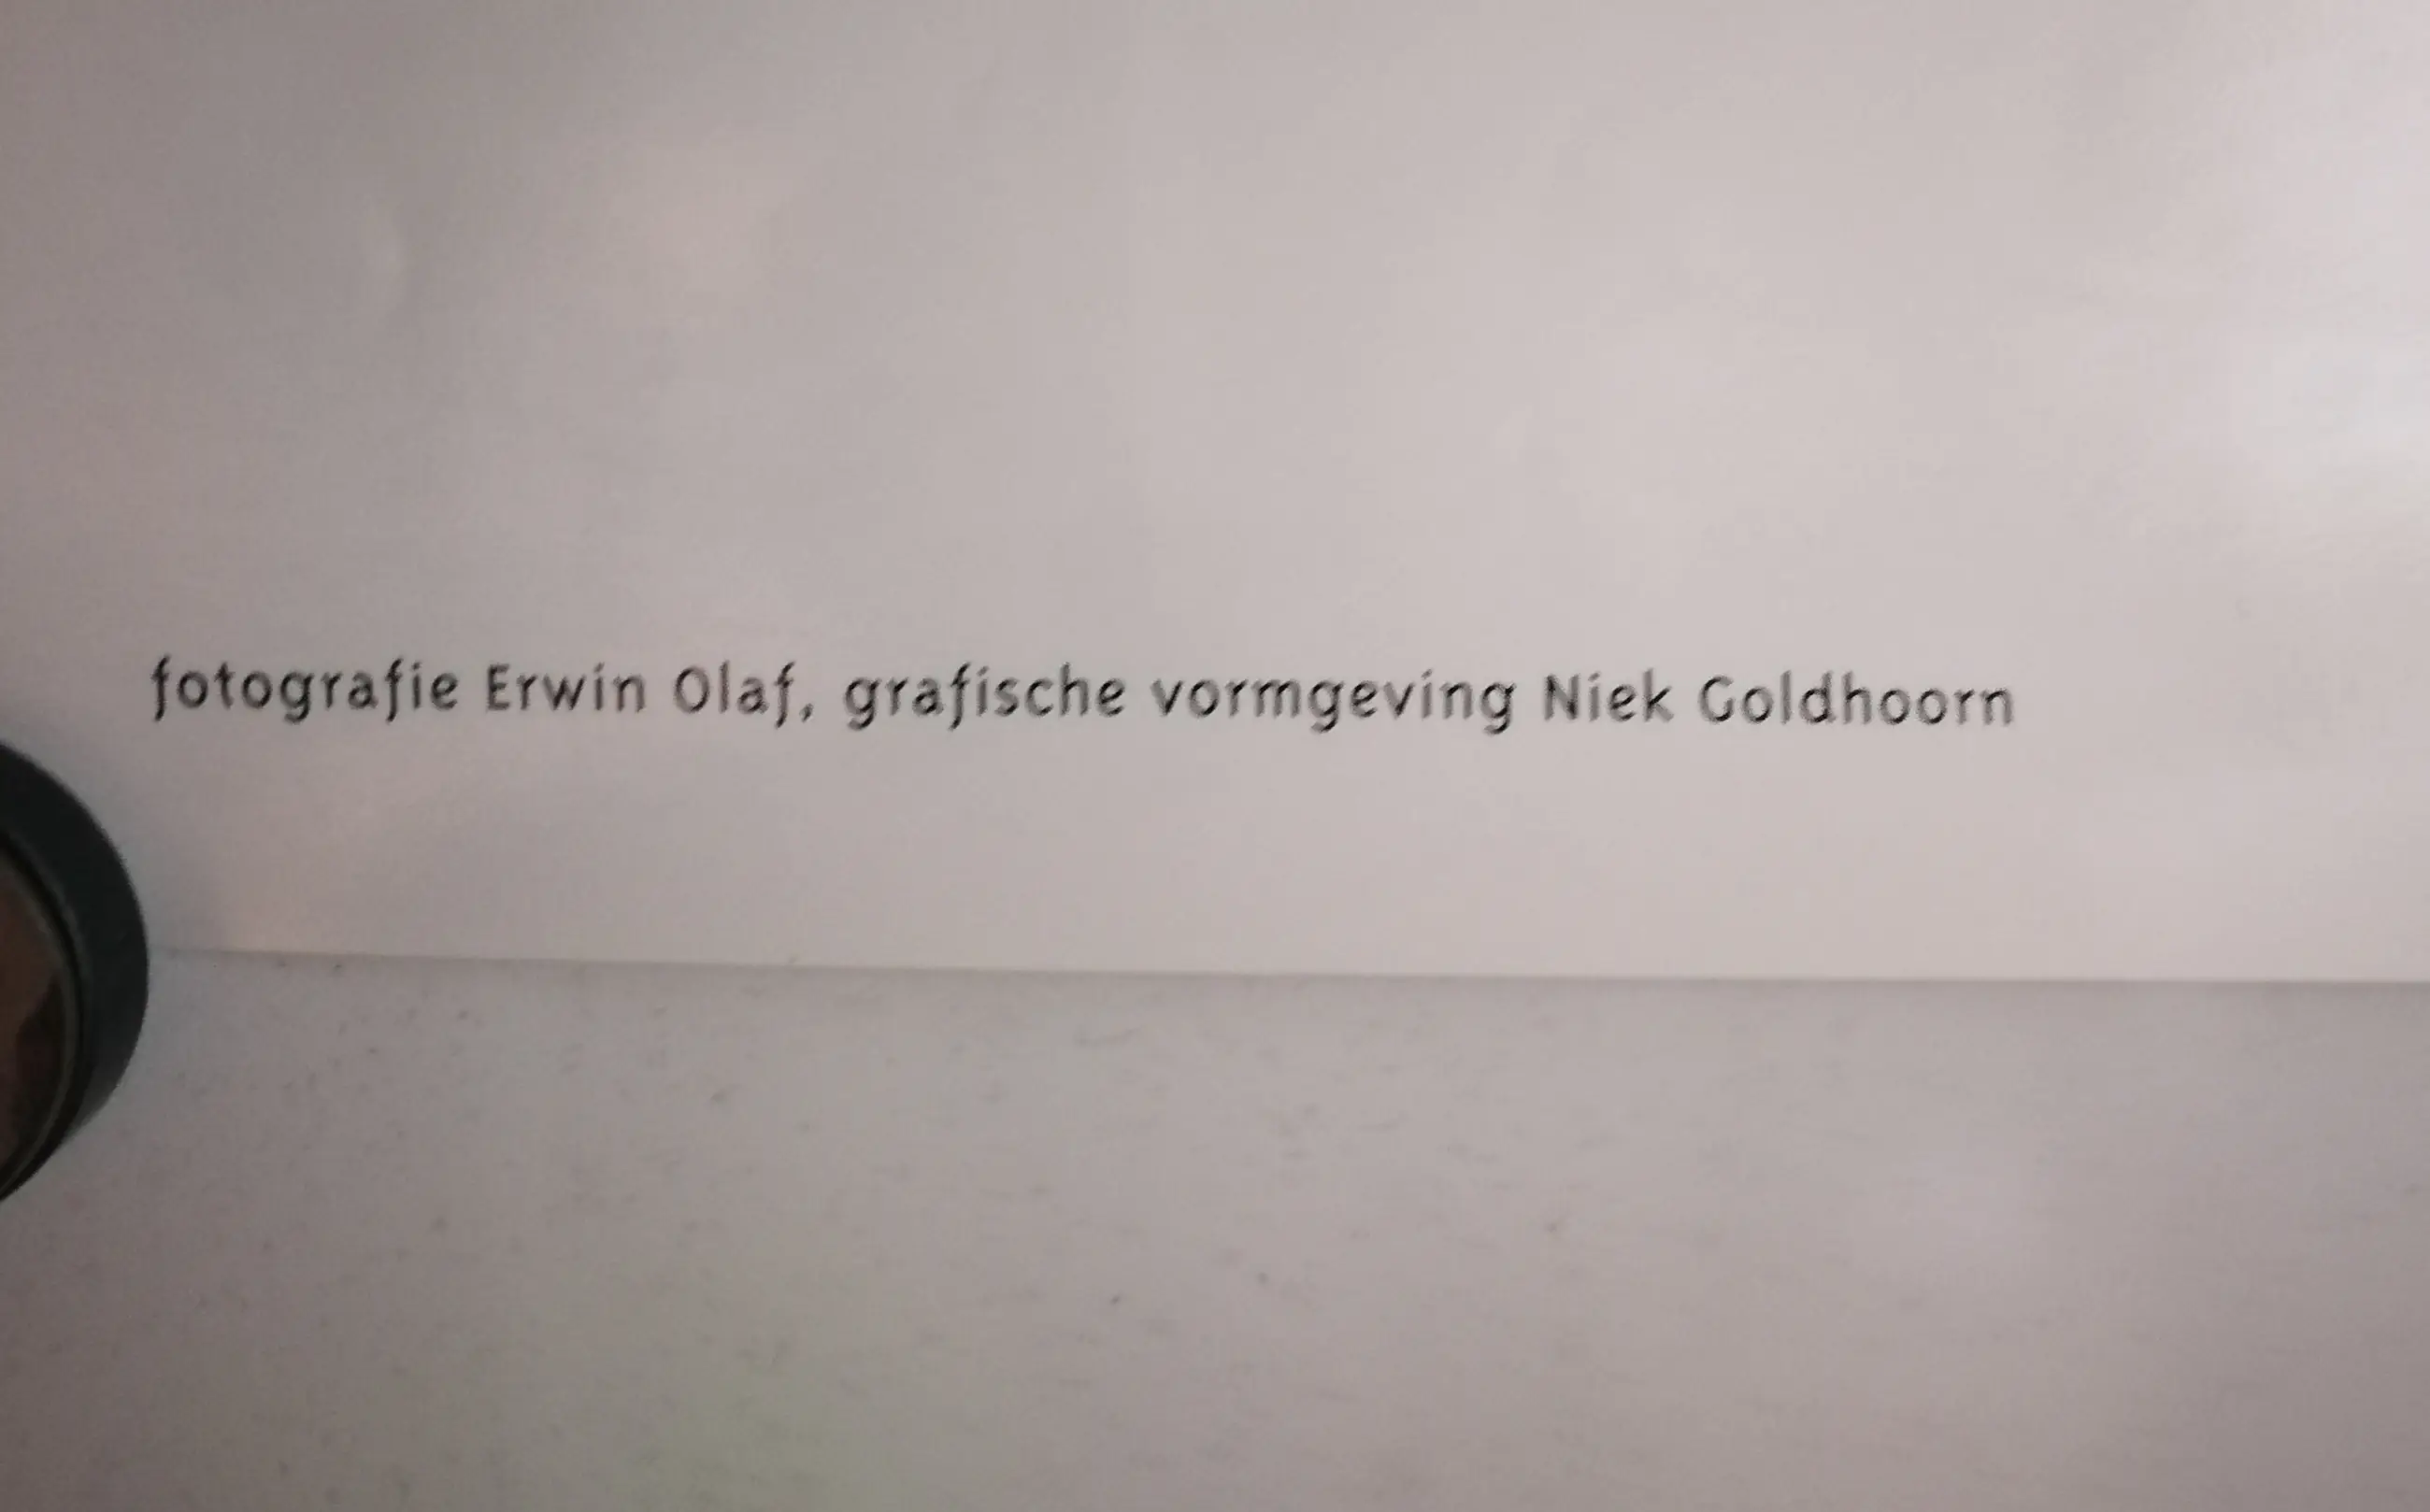 fotografie Erwin Olaf, grafische vormgeving Niek Goldhoorn